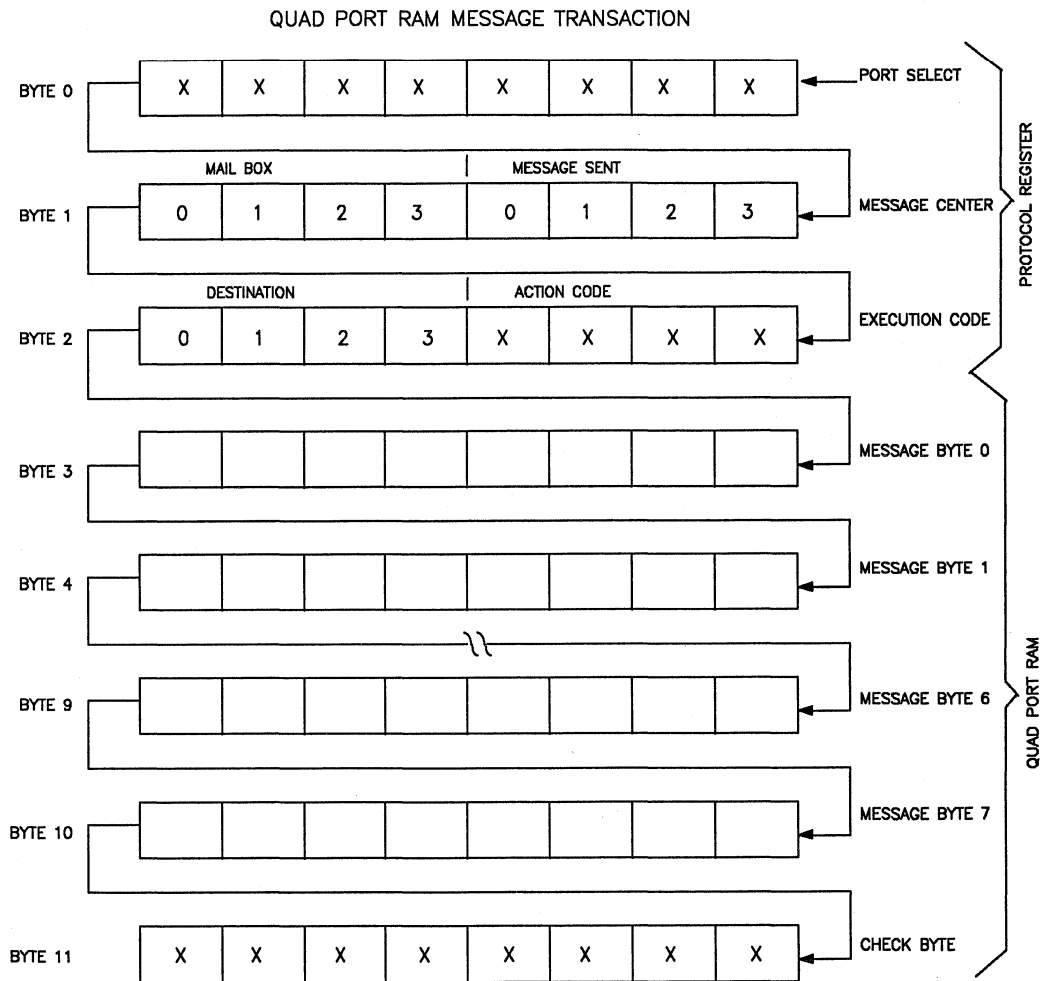 QUAD PORT RAM MESSAGE TRANSACTION
BYTE 0 X X X X X X X X PORT SELECT
MAIL BOX | MESSAGE SENT
BYTE 1 0 1 2 3 0 1 2 3 MESSAGE CENTER
DESTINATION | ACTION CODE
BYTE 2 0 1 2 3 X X X X EXECUTION CODE
PROTOCOL REGISTER
BYTE 3 MESSAGE BYTE 0
BYTE 4 MESSAGE BYTE 1
BYTE 9 MESSAGE BYTE 6
BYTE 10 MESSAGE BYTE 7
BYTE 11 X X X X X X X X CHECK BYTE
QUAD PORT RAM